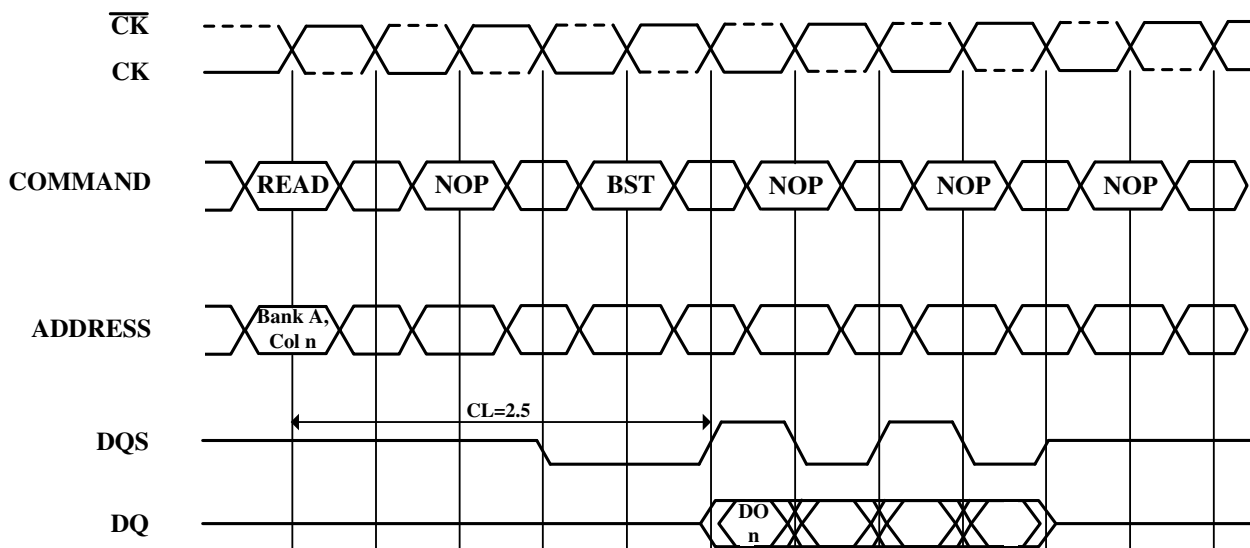 CK
CK
COMMAND
READ NOP BST NOP NOP NOP
ADDRESS
Bank A,
Col n
CL=2.5
DQS
DQ
DO
n